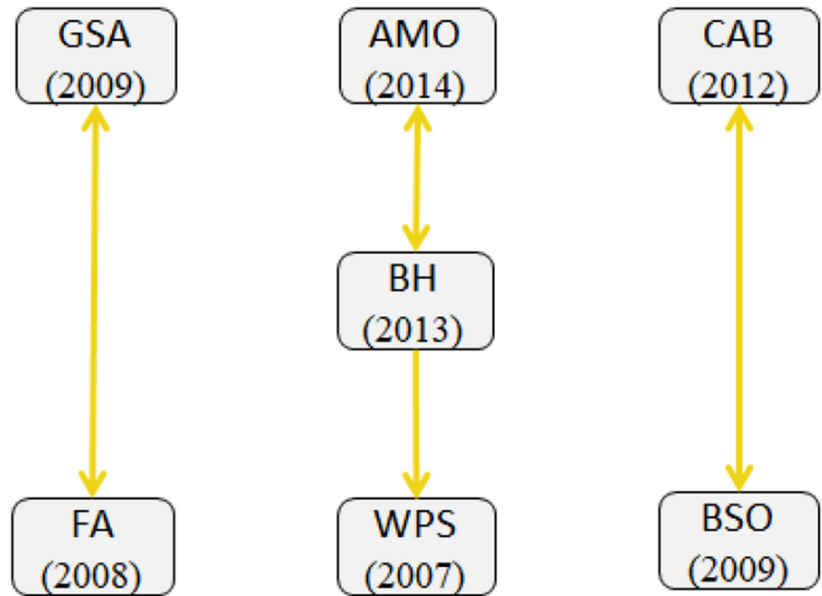 GSA
(2009)
AMO
(2014)
CAB
(2012)
BH
(2013)
FA
(2008)
WPS
(2007)
BSO
(2009)